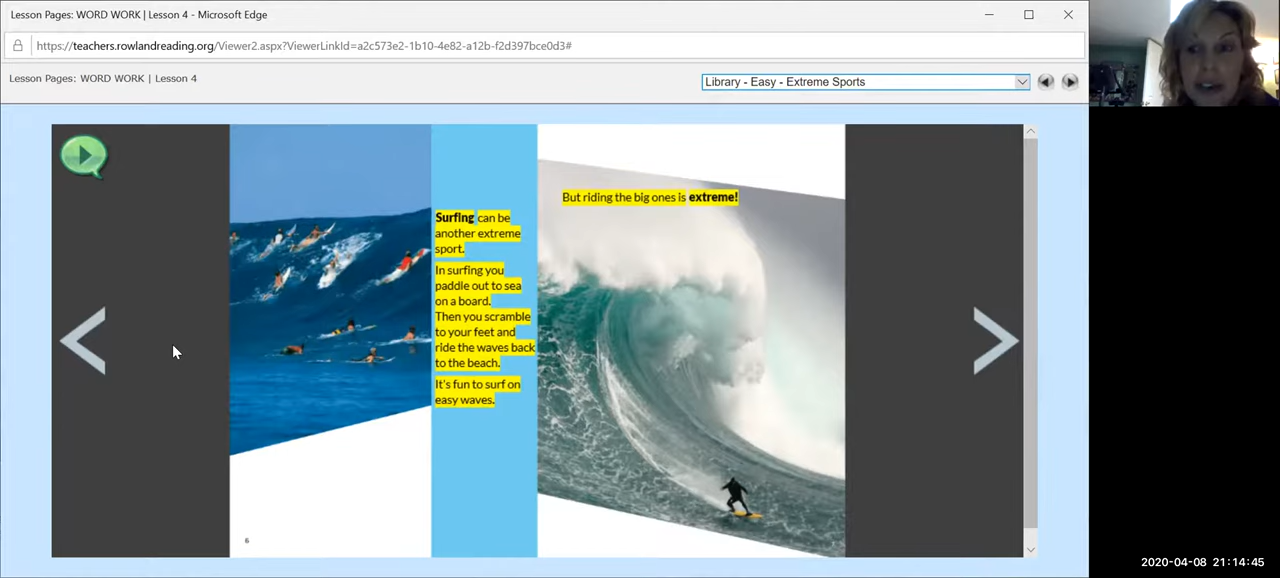 Lesson Pages: WORD WORK | Lesson 4 - Microsoft Edge
https://teachers.rowlandreading.org/Viewer2.aspx?ViewerLinkId=a2c573e2-1b10-4e82-a12b-f2d397bce0d3#
Lesson Pages: WORD WORK | Lesson 4
Library - Easy - Extreme Sports
Surfing can be
another extreme
sport.
In surfing you
paddle out to sea
on a board.
Then you scramble
to your feet and
ride the waves back
to the beach.
It's fun to surf on
easy waves.
6
But riding the big ones is extreme!
2020-04-08 21:14:45